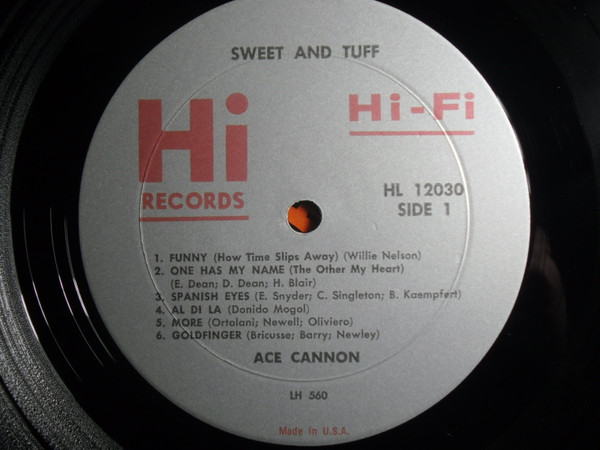 SWEET AND TUFF
Hi
RECORDS
Hi-Fi
HL 12030
SIDE 1
1. FUNNY (How Time Slips Away) (Willie Nelson)
2. ONE HAS MY NAME (The Other My Heart)
(E. Dean; D. Dean; H. Blair)
3. SPANISH EYES (E. Snyder; C. Singleton; B. Kaempfert)
4. AL DI LA (Donido Mogol)
5. MORE (Ortolani; Newell; Oliviero)
6. GOLDFINGER (Bricusse; Barry; Newley)
ACE CANNON
LH 560
Made in U.S.A.